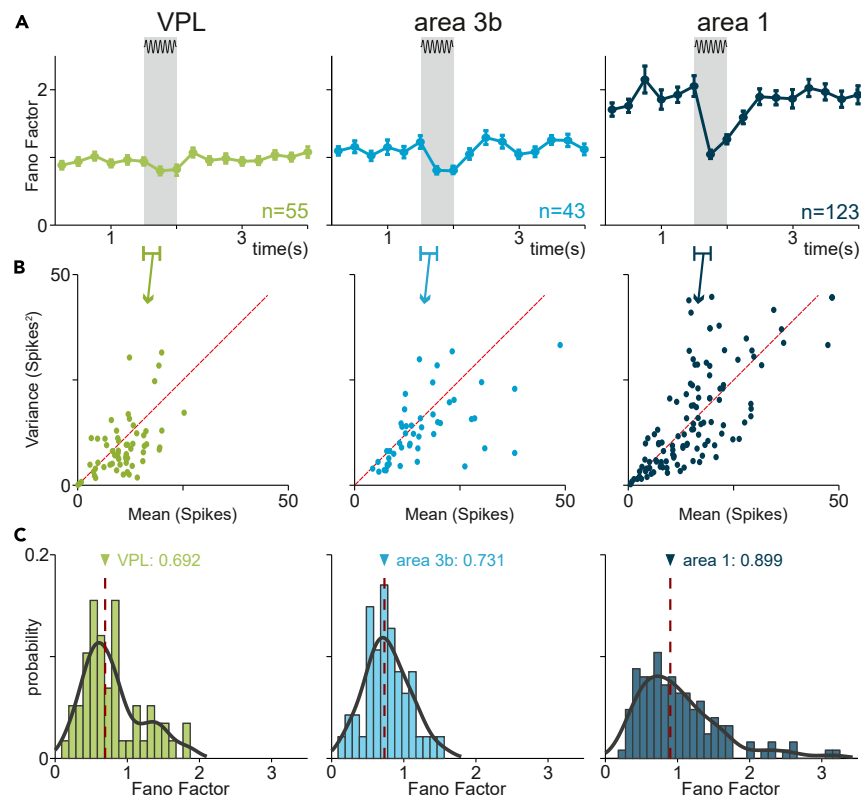 A
VPL
area 3b
area 1
Fano Factor
2
0
n=55
n=43
n=123
1
3
time(s)
1
3
time(s)
1
3
time(s)
B
Variance (Spikes²)
50
0
0
50
0
50
0
50
Mean (Spikes)
Mean (Spikes)
Mean (Spikes)
C
probability
0.2
0
VPL: 0.692
area 3b: 0.731
area 1: 0.899
0
1
2
3
0
1
2
3
0
1
2
3
Fano Factor
Fano Factor
Fano Factor